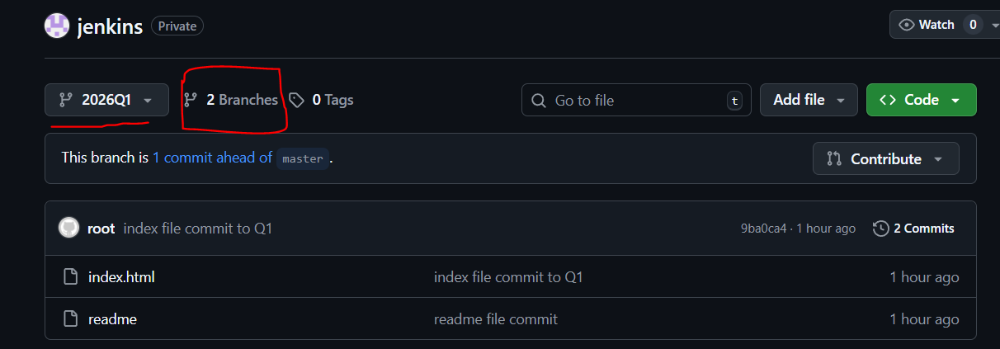 jenkins Private Watch 0
2026Q1 2 Branches 0 Tags Go to file t Add file Code
This branch is 1 commit ahead of master. Contribute
root index file commit to Q1 9ba0ca4 · 1 hour ago 2 Commits
index.html index file commit to Q1 1 hour ago
readme readme file commit 1 hour ago